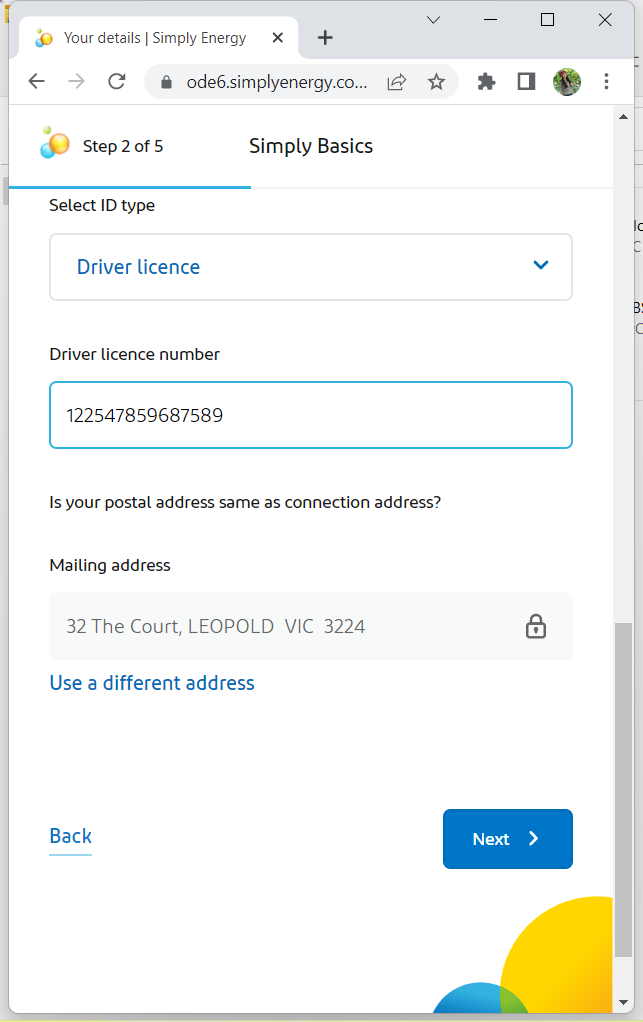 Your details | Simply Energy
ode6.simplyenergy.co...
Step 2 of 5
Simply Basics
Select ID type
Driver licence
Driver licence number
122547859687589
Is your postal address same as connection address?
Mailing address
32 The Court, LEOPOLD VIC 3224
Use a different address
Back
Next